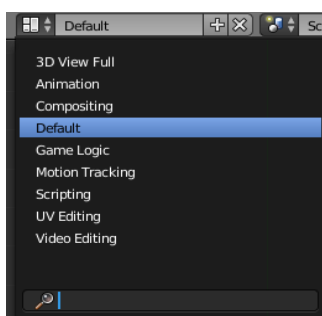 Default
Sc
3D View Full
Animation
Compositing
Default
Game Logic
Motion Tracking
Scripting
UV Editing
Video Editing